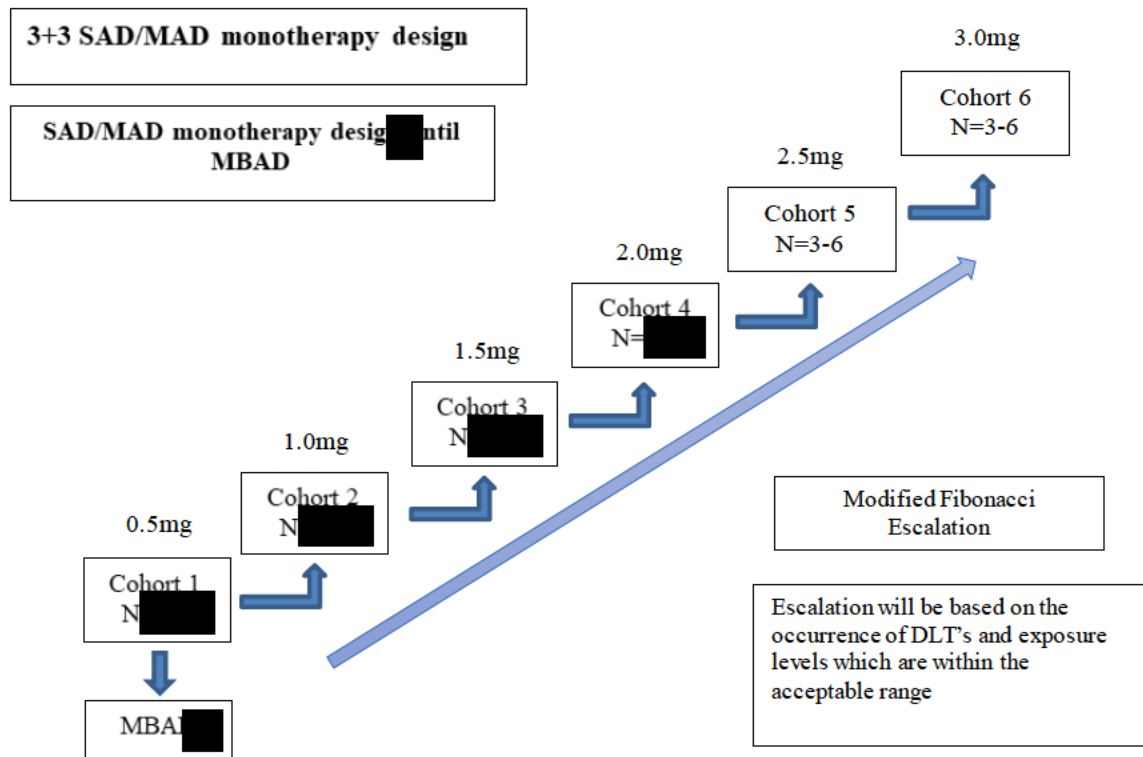 3+3 SAD/MAD monotherapy design
SAD/MAD monotherapy
MBAD
3.0mg
Cohort 6
N=3-6
2.5mg
Cohort 5
N=3-6
2.0mg
Cohort 4
N=
1.5mg
Cohort 3
N
1.0mg
Cohort 2
N
0.5mg
Cohort 1
N
Modified Fibonacci
Escalation
Escalation will be based on the
occurrence of DLT's and exposure
levels which are within the
acceptable range